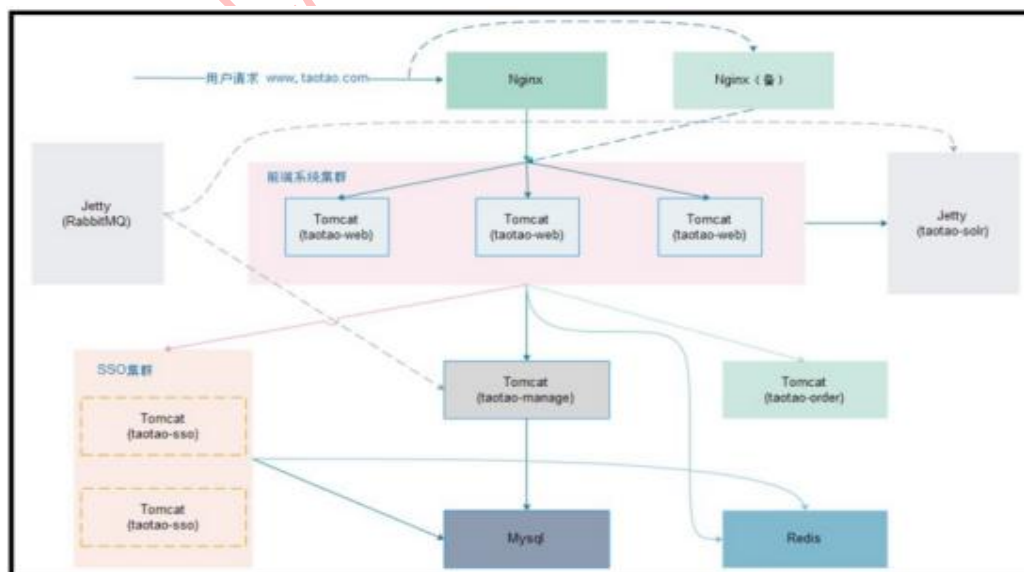 用户请求 www.taotao.com
Nginx
Nginx（备）
Jetty
(RabbitMQ)
前端系统集群
Tomcat
(taotao-web)
Tomcat
(taotao-web)
Tomcat
(taotao-web)
Jetty
(taotao-solr)
SSO集群
Tomcat
(taotao-sso)
Tomcat
(taotao-sso)
Tomcat
(taotao-manage)
Tomcat
(taotao-order)
Mysql
Redis